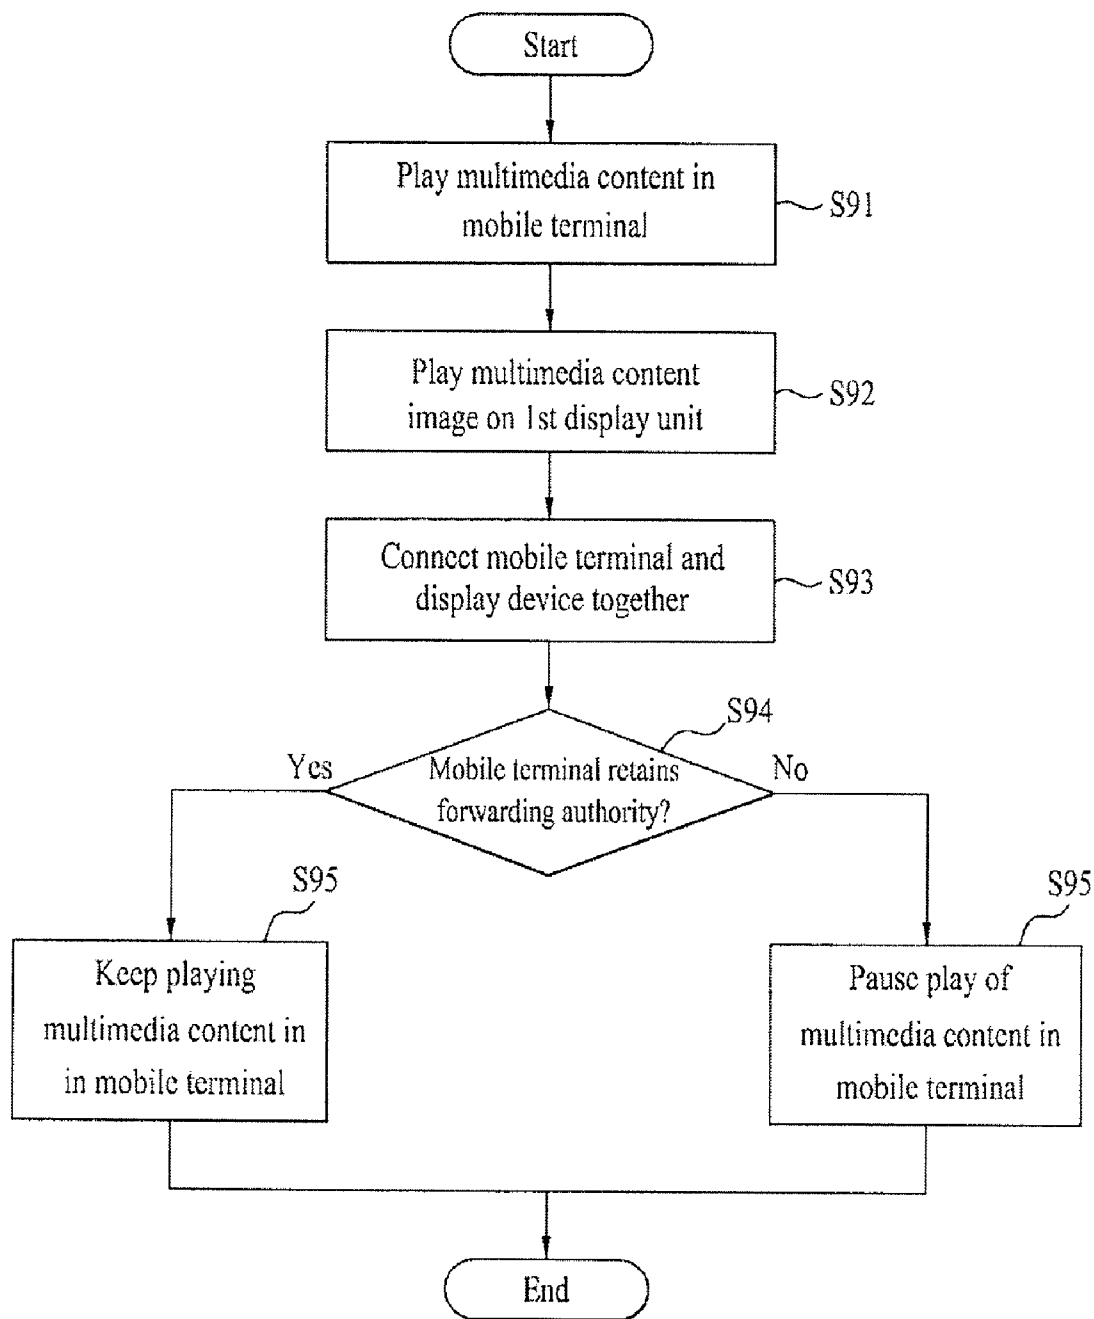 Start
Play multimedia content in
mobile terminal
S91
Play multimedia content
image on 1st display unit
S92
Connect mobile terminal and
display device together
S93
S94
Yes
Mobile terminal retains
forwarding authority?
No
S95
Keep playing
multimedia content in
in mobile terminal
S95
Pause play of
multimedia content in
mobile terminal
End